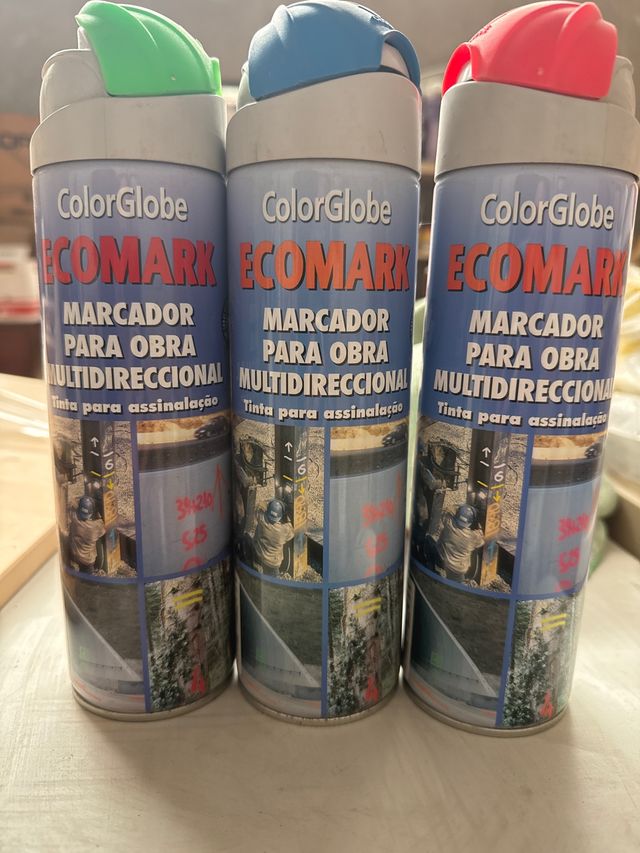 ColorGlobe
ECOMARK
MARCADOR
PARA OBRA
MULTIDIRECCIONAL
Tinta para assinalação
ColorGlobe
ECOMARK
MARCADOR
PARA OBRA
MULTIDIRECCIONAL
Tinta para assinalação
ColorGlobe
ECOMARK
MARCADOR
PARA OBRA
MULTIDIRECCIONAL
Tinta para assinalação